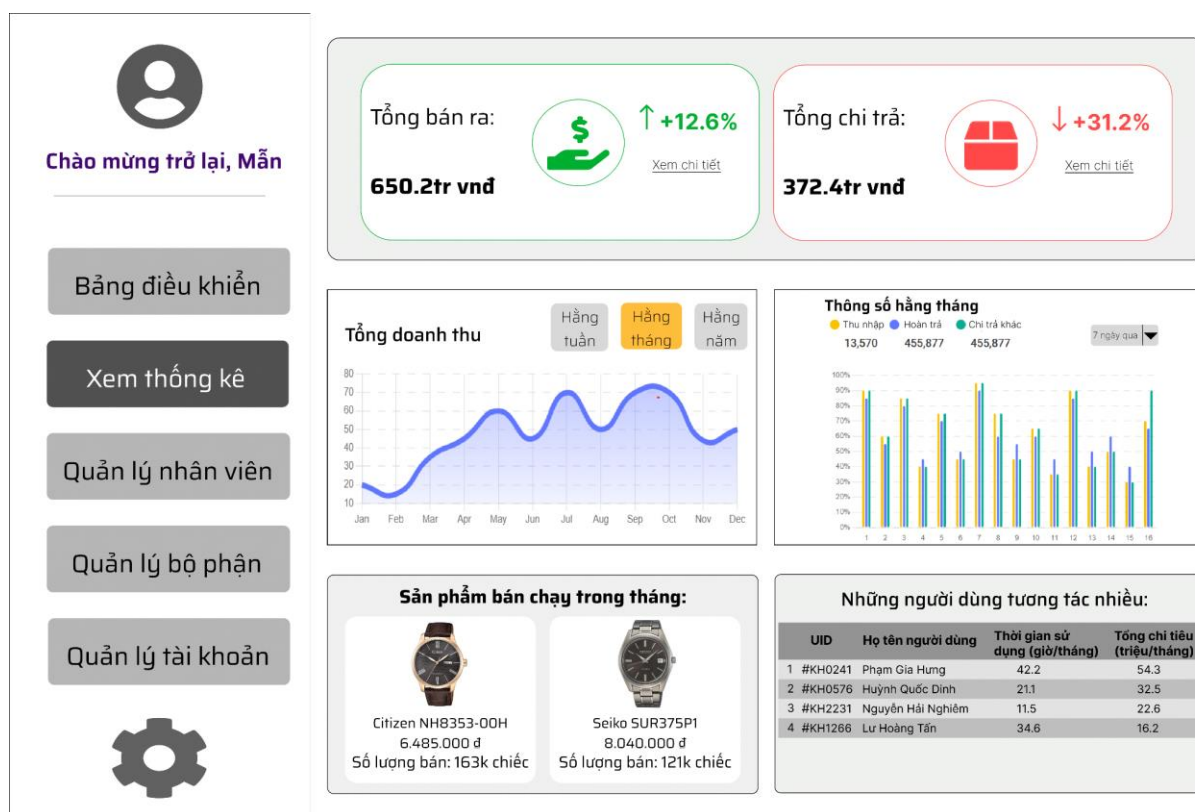 Chào mừng trở lại, Mẫn
Bảng điều khiển
Xem thống kê
Quản lý nhân viên
Quản lý bộ phận
Quản lý tài khoản
Tổng bán ra:
650.2tr vnđ
$
↑ +12.6%
Xem chi tiết
Tổng chi trả:
372.4tr vnđ
↓ +31.2%
Xem chi tiết
Tổng doanh thu
Hằng tuần
Hằng tháng
Hằng năm
80
70
60
50
40
30
20
10
Jan Feb Mar Apr May Jun Jul Aug Sep Oct Nov Dec
Thông số hằng tháng
Thu nhập Hoàn trả Chi trả khác
13,570 455,877 455,877
7 ngày qua
100%
90%
80%
70%
60%
50%
40%
30%
20%
10%
0%
1 2 3 4 5 6 7 8 9 10 11 12 13 14 15 16
Sản phẩm bán chạy trong tháng:
Citizen NH8353-00H
6.485.000 đ
Số lượng bán: 163k chiếc
Seiko SUR375P1
8.040.000 đ
Số lượng bán: 121k chiếc
Những người dùng tương tác nhiều:
UID Họ tên người dùng Thời gian sử dụng (giờ/tháng) Tổng chi tiêu (triệu/tháng)
1 #KH0241 Phạm Gia Hưng 42.2 54.3
2 #KH0576 Huỳnh Quốc Dinh 21.1 32.5
3 #KH2231 Nguyễn Hải Nghiêm 11.5 22.6
4 #KH1266 Lư Hoàng Tấn 34.6 16.2